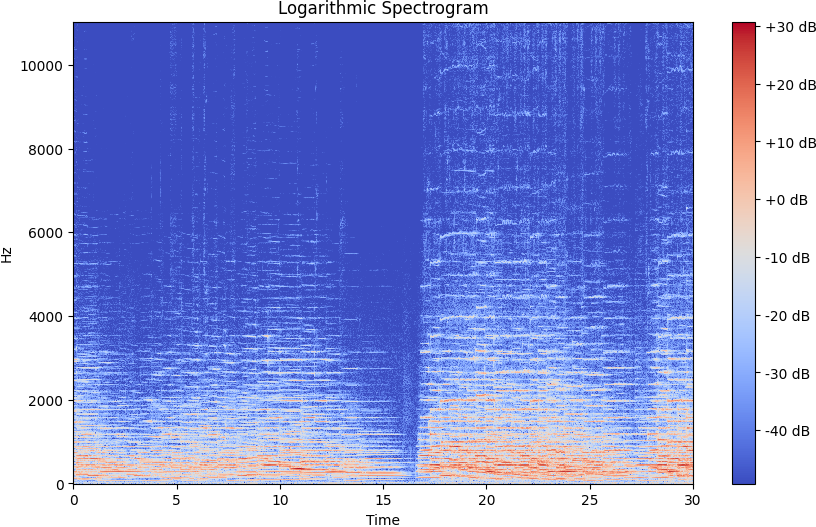 Logarithmic Spectrogram
10000
8000
6000
4000
2000
0
Hz
0 5 10 15 20 25 30
Time
+30 dB
+20 dB
+10 dB
+0 dB
-10 dB
-20 dB
-30 dB
-40 dB